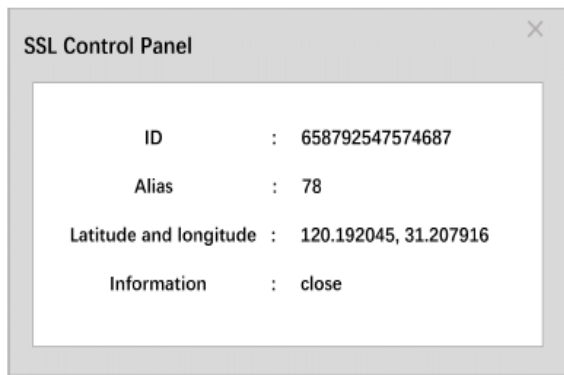 SSL Control Panel
ID : 658792547574687
Alias : 78
Latitude and longitude : 120.192045, 31.207916
Information : close